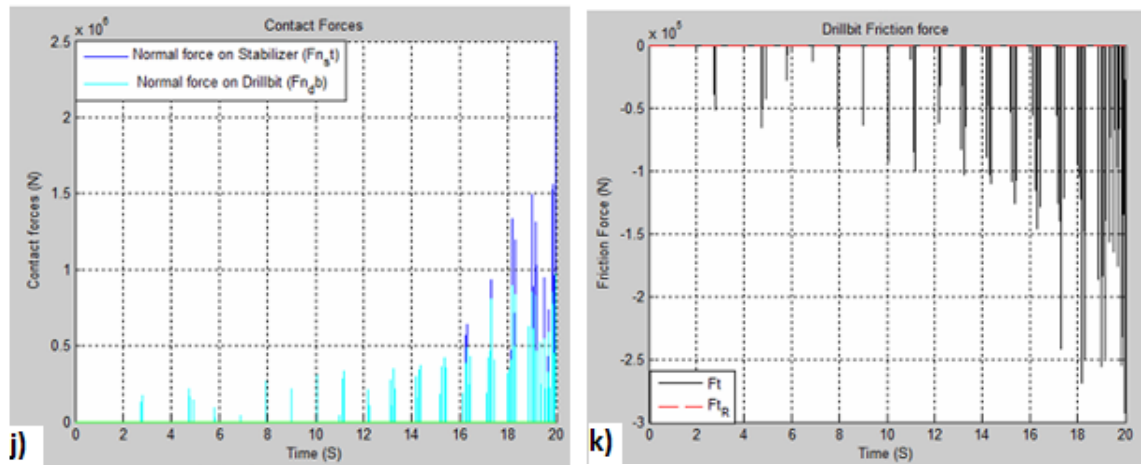 Contact Forces
x 10^6
2.5
2
1.5
1
0.5
0
Contact forces (N)
Normal force on Stabilizer (Fn_st)
Normal force on Drillbit (Fn_db)
0 2 4 6 8 10 12 14 16 18 20
Time (S)
j)
Drillbit Friction force
x 10^5
0
-0.5
-1
-1.5
-2
-2.5
-3
Friction Force (N)
Ft
Ft_R
0 2 4 6 8 10 12 14 16 18 20
Time (S)
k)